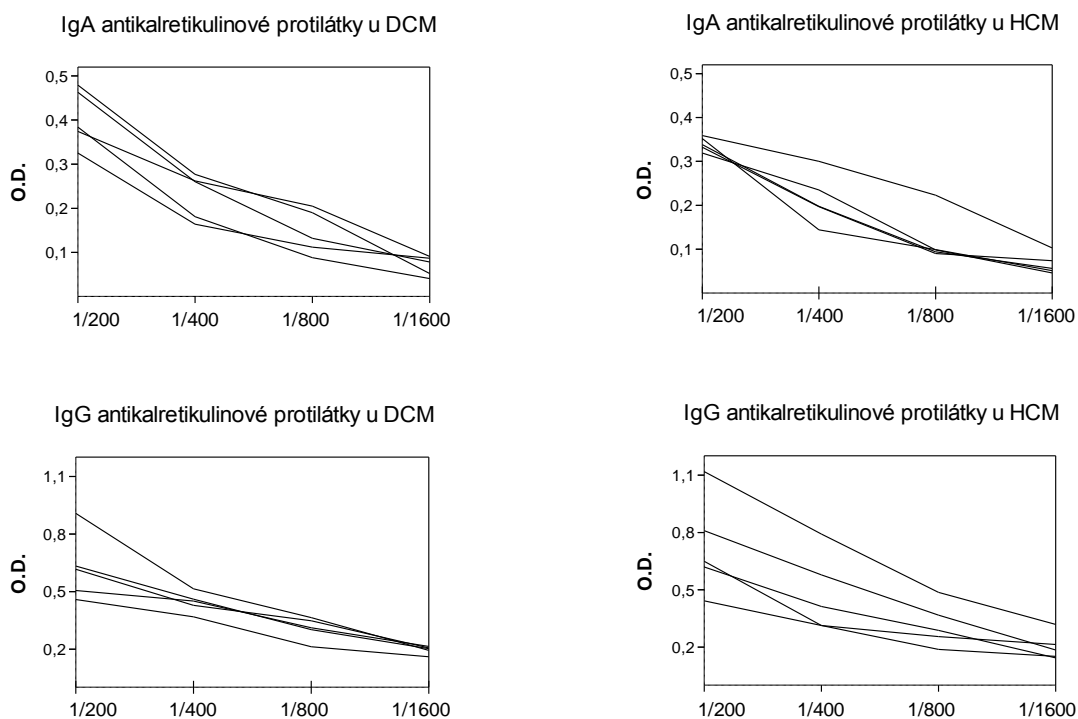 IgA antikalretikulinové protilátky u DCM
0,5
0,4
0,3
0,2
0,1
O.D.
1/200 1/400 1/800 1/1600
IgA antikalretikulinové protilátky u HCM
0,5
0,4
0,3
0,2
0,1
O.D.
1/200 1/400 1/800 1/1600
IgG antikalretikulinové protilátky u DCM
1,1
0,8
0,5
0,2
O.D.
1/200 1/400 1/800 1/1600
IgG antikalretikulinové protilátky u HCM
1,1
0,8
0,5
0,2
O.D.
1/200 1/400 1/800 1/1600